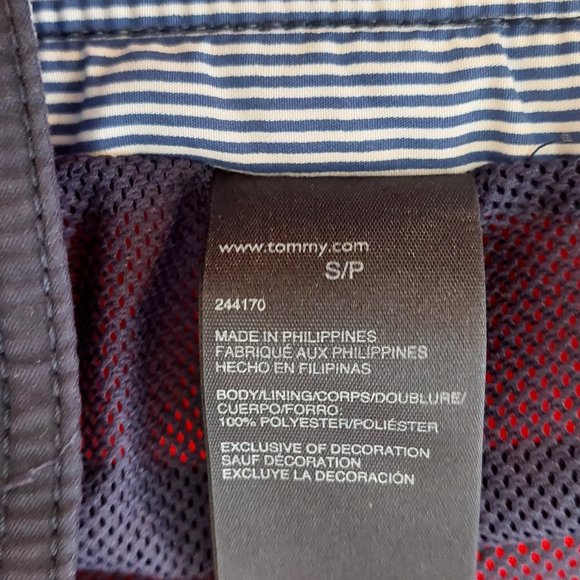 www.tommy.com
S/P
244170
MADE IN PHILIPPINES
FABRIQUÉ AUX PHILIPPINES
HECHO EN FILIPINAS
BODY/LINING/CORPS/DOUBLURE/
CUERPO/FORRO:
100% POLYESTER/POLIÉSTER
EXCLUSIVE OF DECORATION
SAUF DÉCORATION
EXCLUYE LA DECORACIÓN